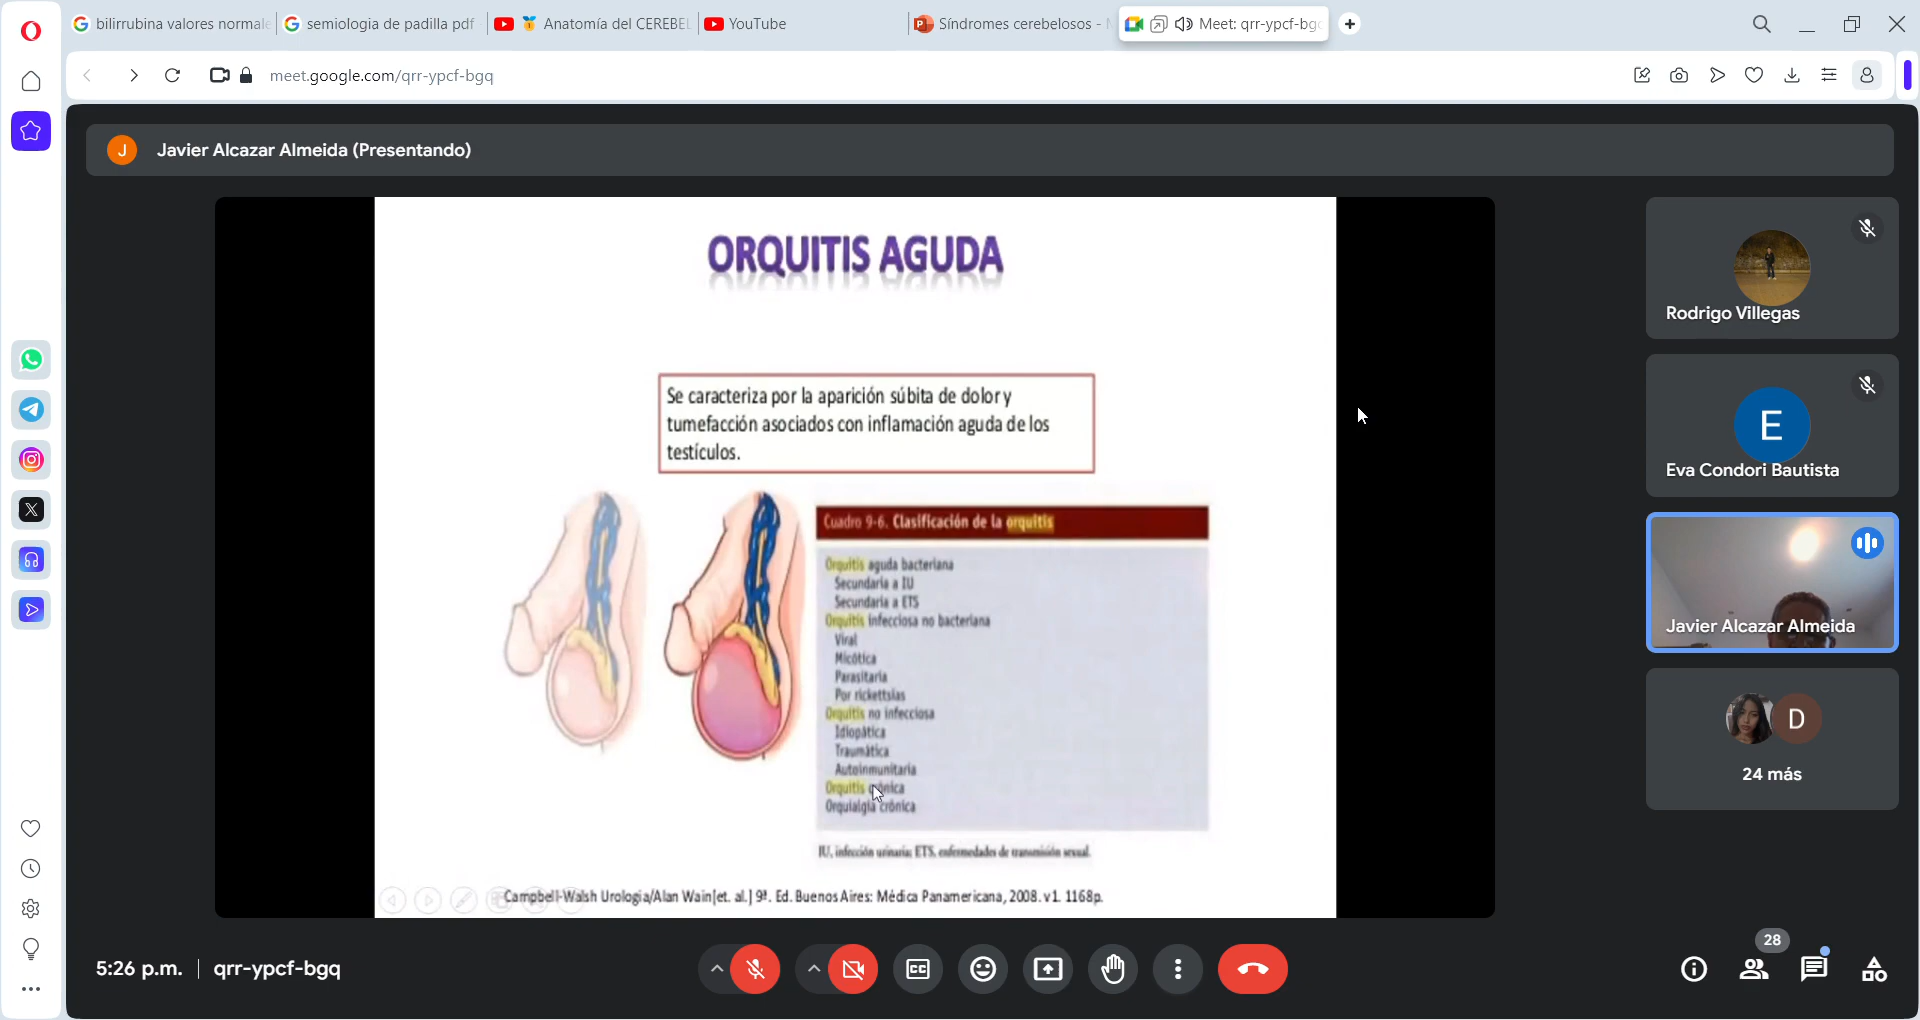 bilirrubina valores normale
semiologia de padilla pdf
Anatomía del CEREBEL
YouTube
Síndromes cerebelosos -
Meet: qrr-ypcf-bgq
meet.google.com/qrr-ypcf-bgq
J
Javier Alcazar Almeida (Presentando)
ORQUITIS AGUDA
Se caracteriza por la aparición súbita de dolor y
tumefacción asociados con inflamación aguda de los
testículos.
Cuadro 9-6. Clasificación de la orquitis
Orquitis aguda bacteriana
Secundaria a IU
Secundaria a ETS
Orquitis infecciosa no bacteriana
Viral
Micótica
Parasitaria
Por rickettsias
Orquitis no infecciosa
Idiopática
Traumática
Autoinmunitaria
Orquitis crónica
Orquialgia crónica
IU, infección urinaria; ETS, enfermedades de transmisión sexual.
Campbell-Walsh Urologia/Alan Wain[et. al.] 9ª. Ed. Buenos Aires: Médica Panamericana, 2008. v1. 1168p.
Rodrigo Villegas
E
Eva Condori Bautista
Javier Alcazar Almeida
D
24 más
5:26 p.m.
qrr-ypcf-bgq
CC
28